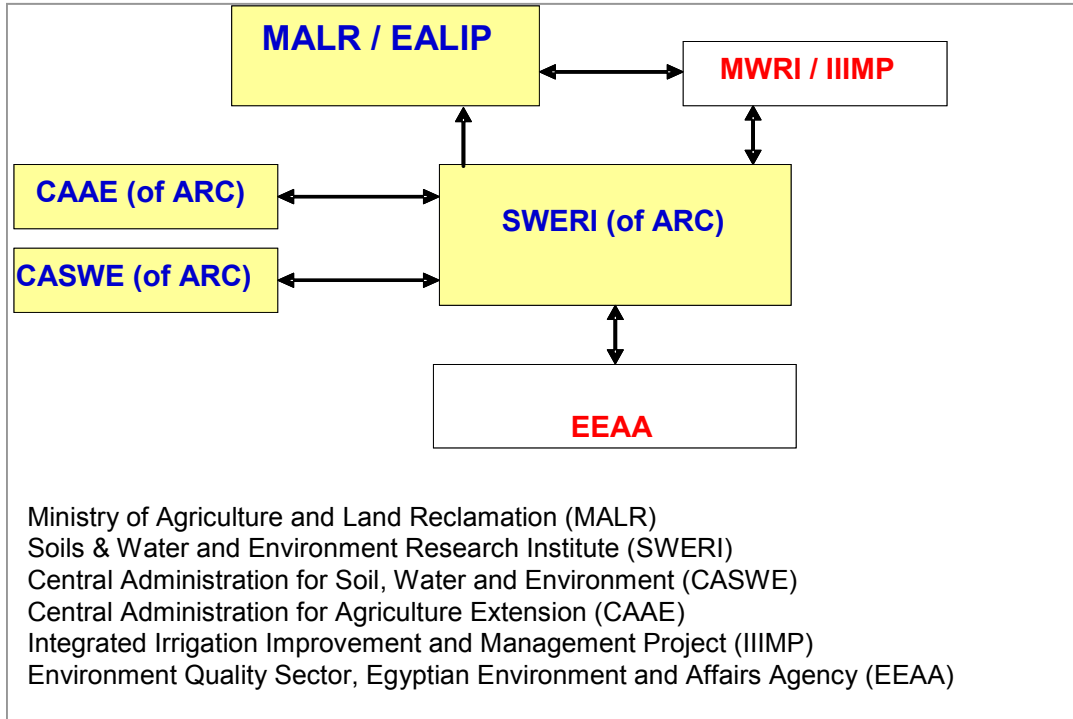 MALR / EALIP
MWRI / IIIMP
CAAE (of ARC)
SWERI (of ARC)
CASWE (of ARC)
EEAA
Ministry of Agriculture and Land Reclamation (MALR)
Soils & Water and Environment Research Institute (SWERI)
Central Administration for Soil, Water and Environment (CASWE)
Central Administration for Agriculture Extension (CAAE)
Integrated Irrigation Improvement and Management Project (IIIMP)
Environment Quality Sector, Egyptian Environment and Affairs Agency (EEAA)